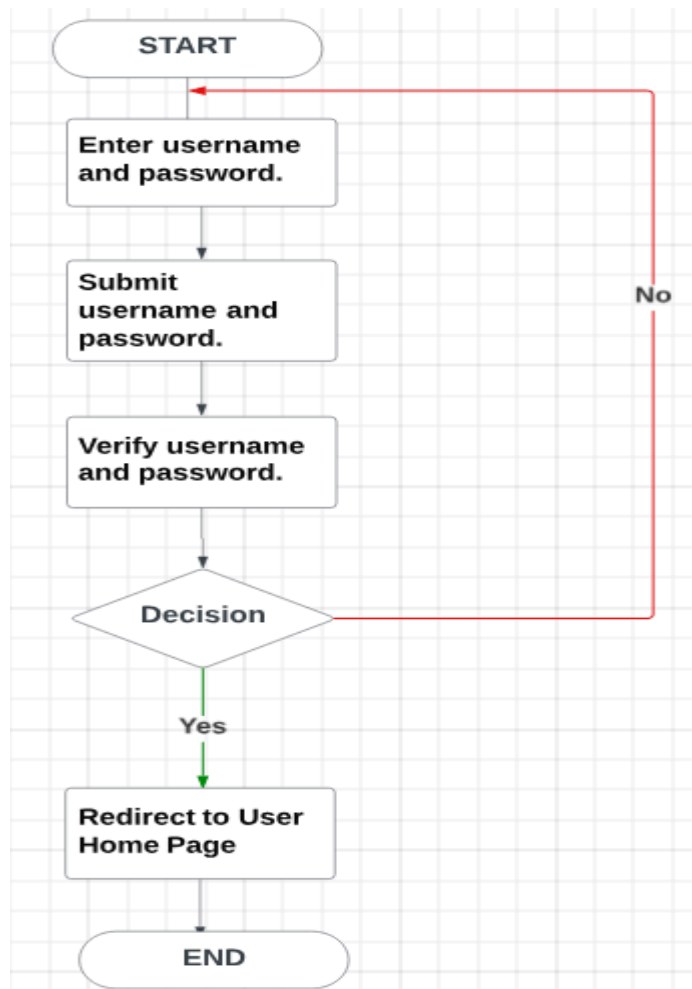 START
Enter username
and password.
Submit
username and
password.
No
Verify username
and password.
Decision
Yes
Redirect to User
Home Page
END